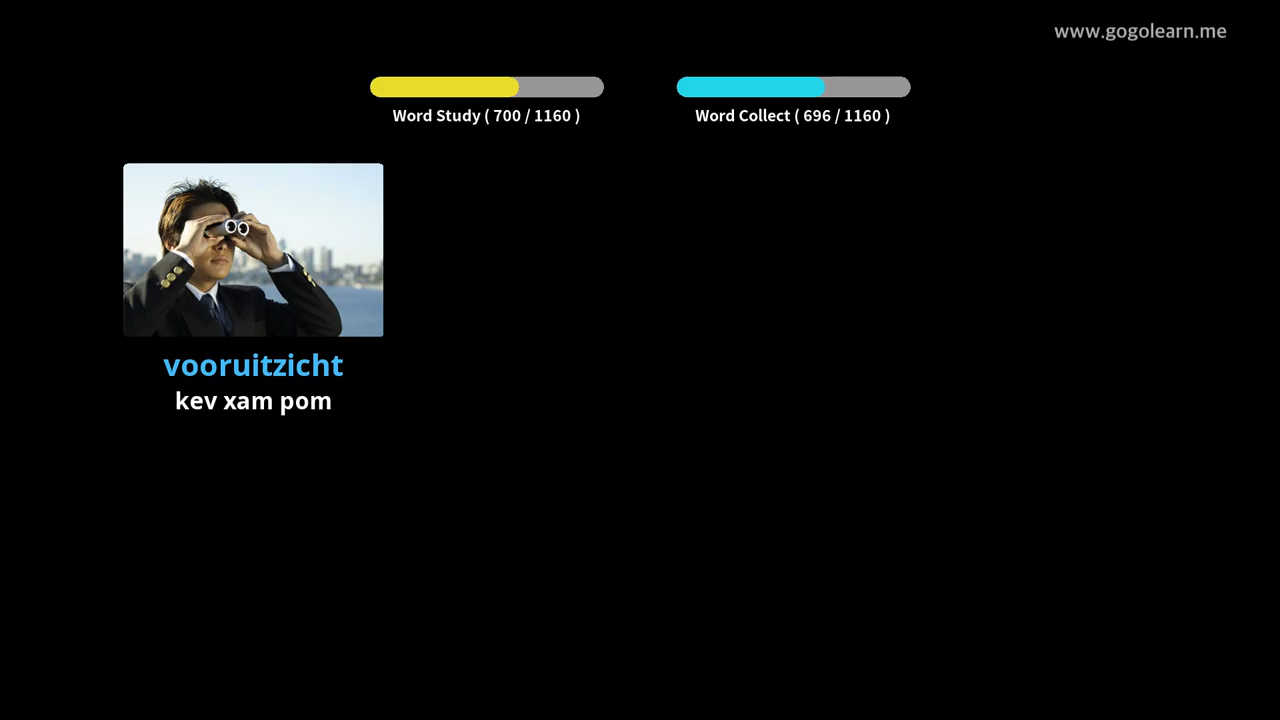 www.gogolearn.me
Word Study ( 700 / 1160 )
Word Collect ( 696 / 1160 )
vooruitzicht
kev xam pom